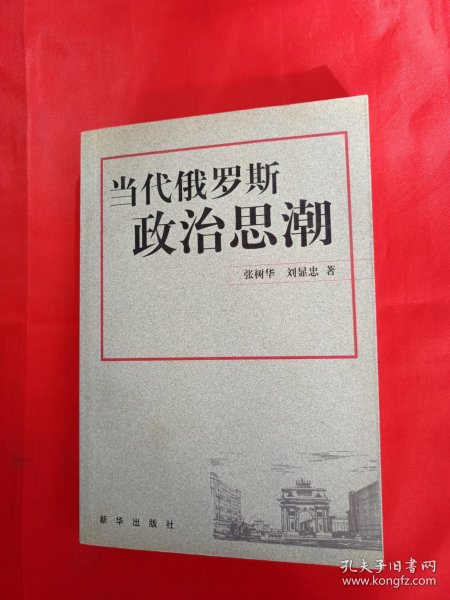 当代俄罗斯
政治思潮
张树华 刘显忠 著
新华出版社
孔夫子旧书网
www.kongfz.com